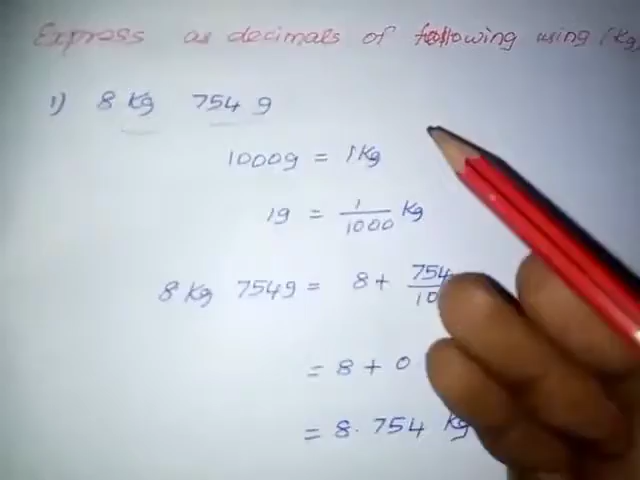 Express as decimals of following using (Kg)
1) 8 Kg 754 g
1000g = 1Kg
1g = 1/1000 Kg
8 Kg 754g = 8 + 754/10
= 8 + 0
= 8.754 Kg